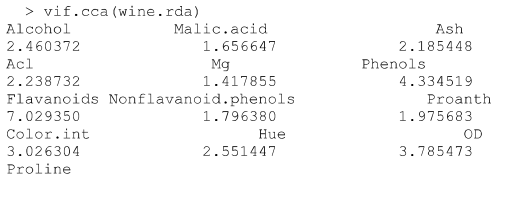 > vif.cca(wine.rda)
Alcohol Malic.acid Ash
2.460372 1.656647 2.185448
Acl Mg Phenols
2.238732 1.417855 4.334519
Flavanoids Nonflavanoid.phenols Proanth
7.029350 1.796380 1.975683
Color.int Hue OD
3.026304 2.551447 3.785473
Proline